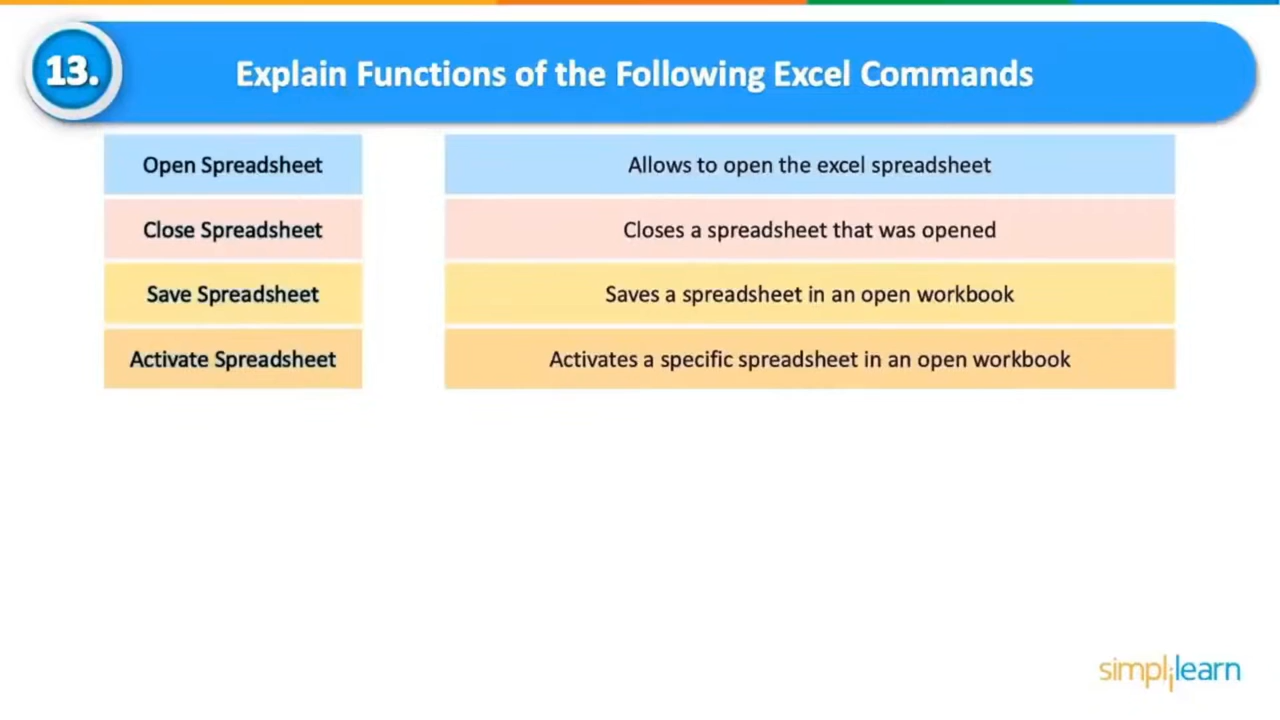 13.
Explain Functions of the Following Excel Commands
Open Spreadsheet
Allows to open the excel spreadsheet
Close Spreadsheet
Closes a spreadsheet that was opened
Save Spreadsheet
Saves a spreadsheet in an open workbook
Activate Spreadsheet
Activates a specific spreadsheet in an open workbook
simplilearn